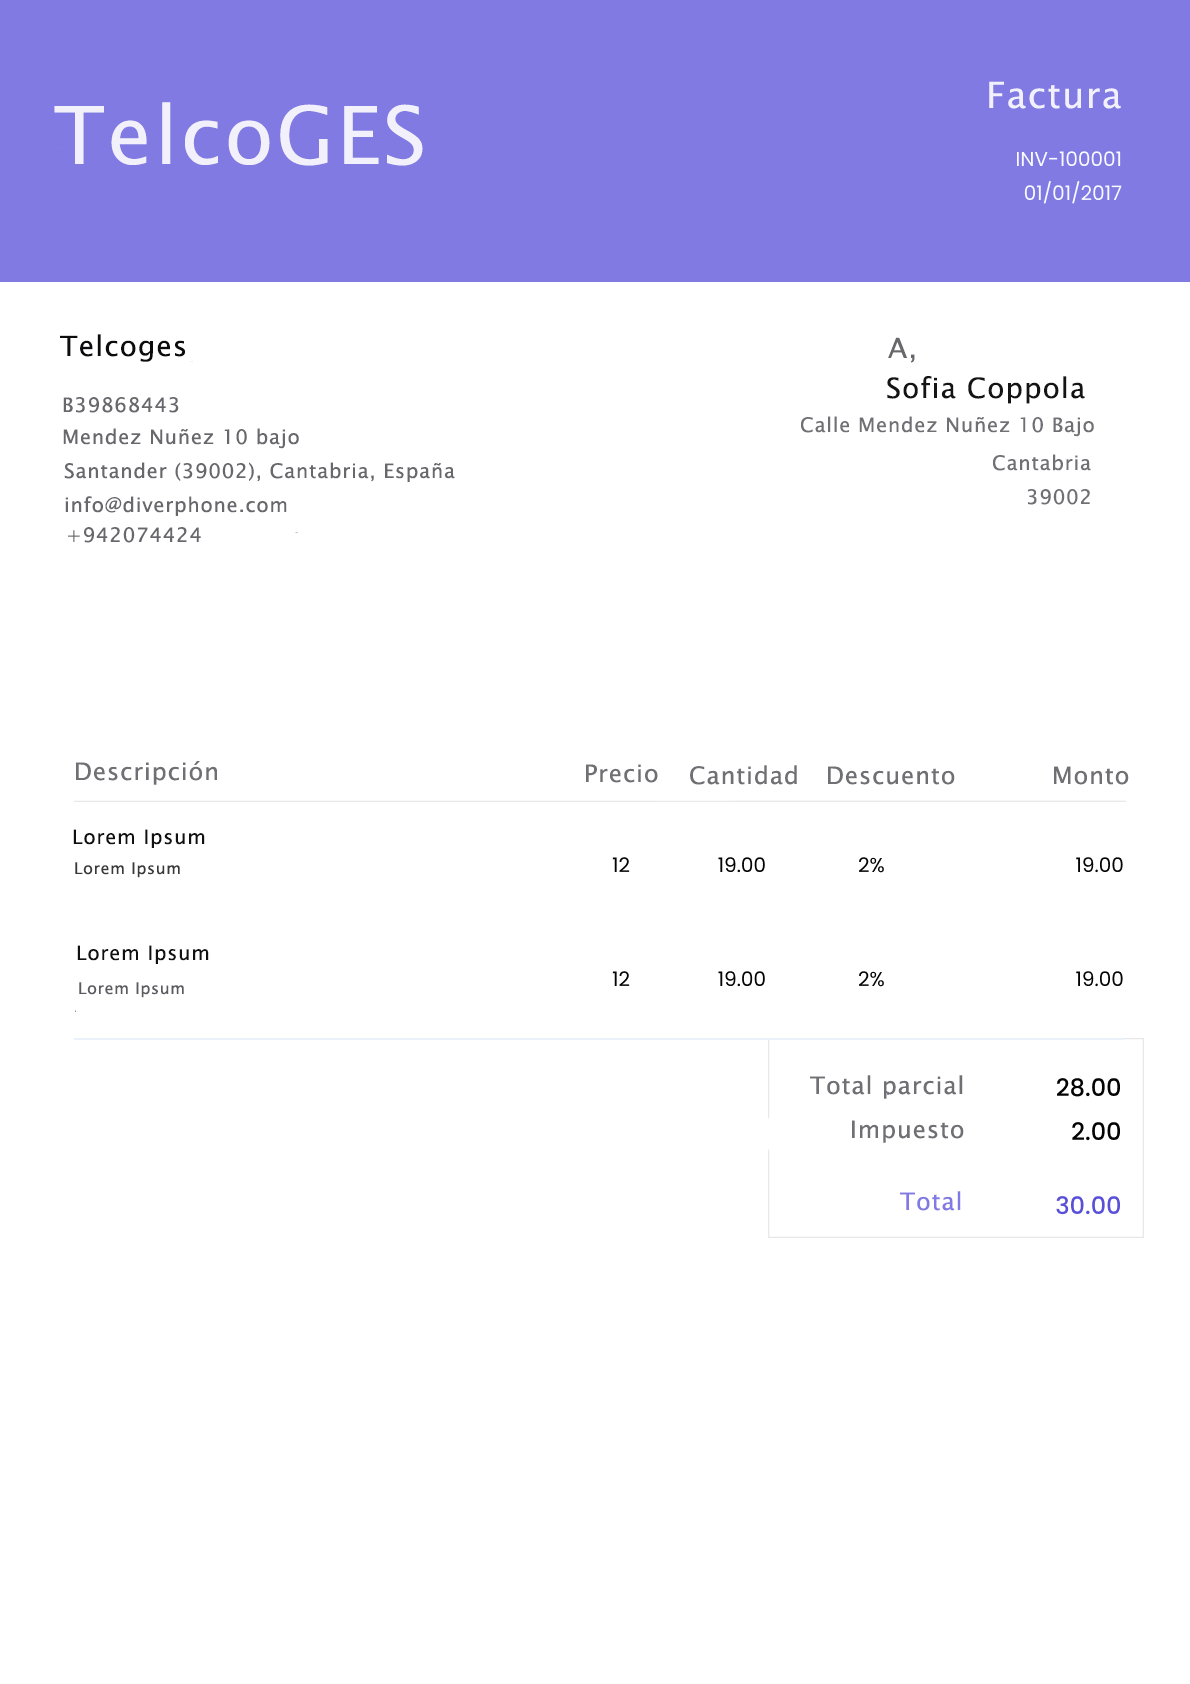 TelcoGES
Factura
INV-100001
01/01/2017
Telcoges
B39868443
Mendez Nuñez 10 bajo
Santander (39002), Cantabria, España
info@diverphone.com
+942074424
A,
Sofia Coppola
Calle Mendez Nuñez 10 Bajo
Cantabria
39002
Descripción Precio Cantidad Descuento Monto
Lorem Ipsum
Lorem Ipsum 12 19.00 2% 19.00
Lorem Ipsum
Lorem Ipsum 12 19.00 2% 19.00
Total parcial 28.00
Impuesto 2.00
Total 30.00